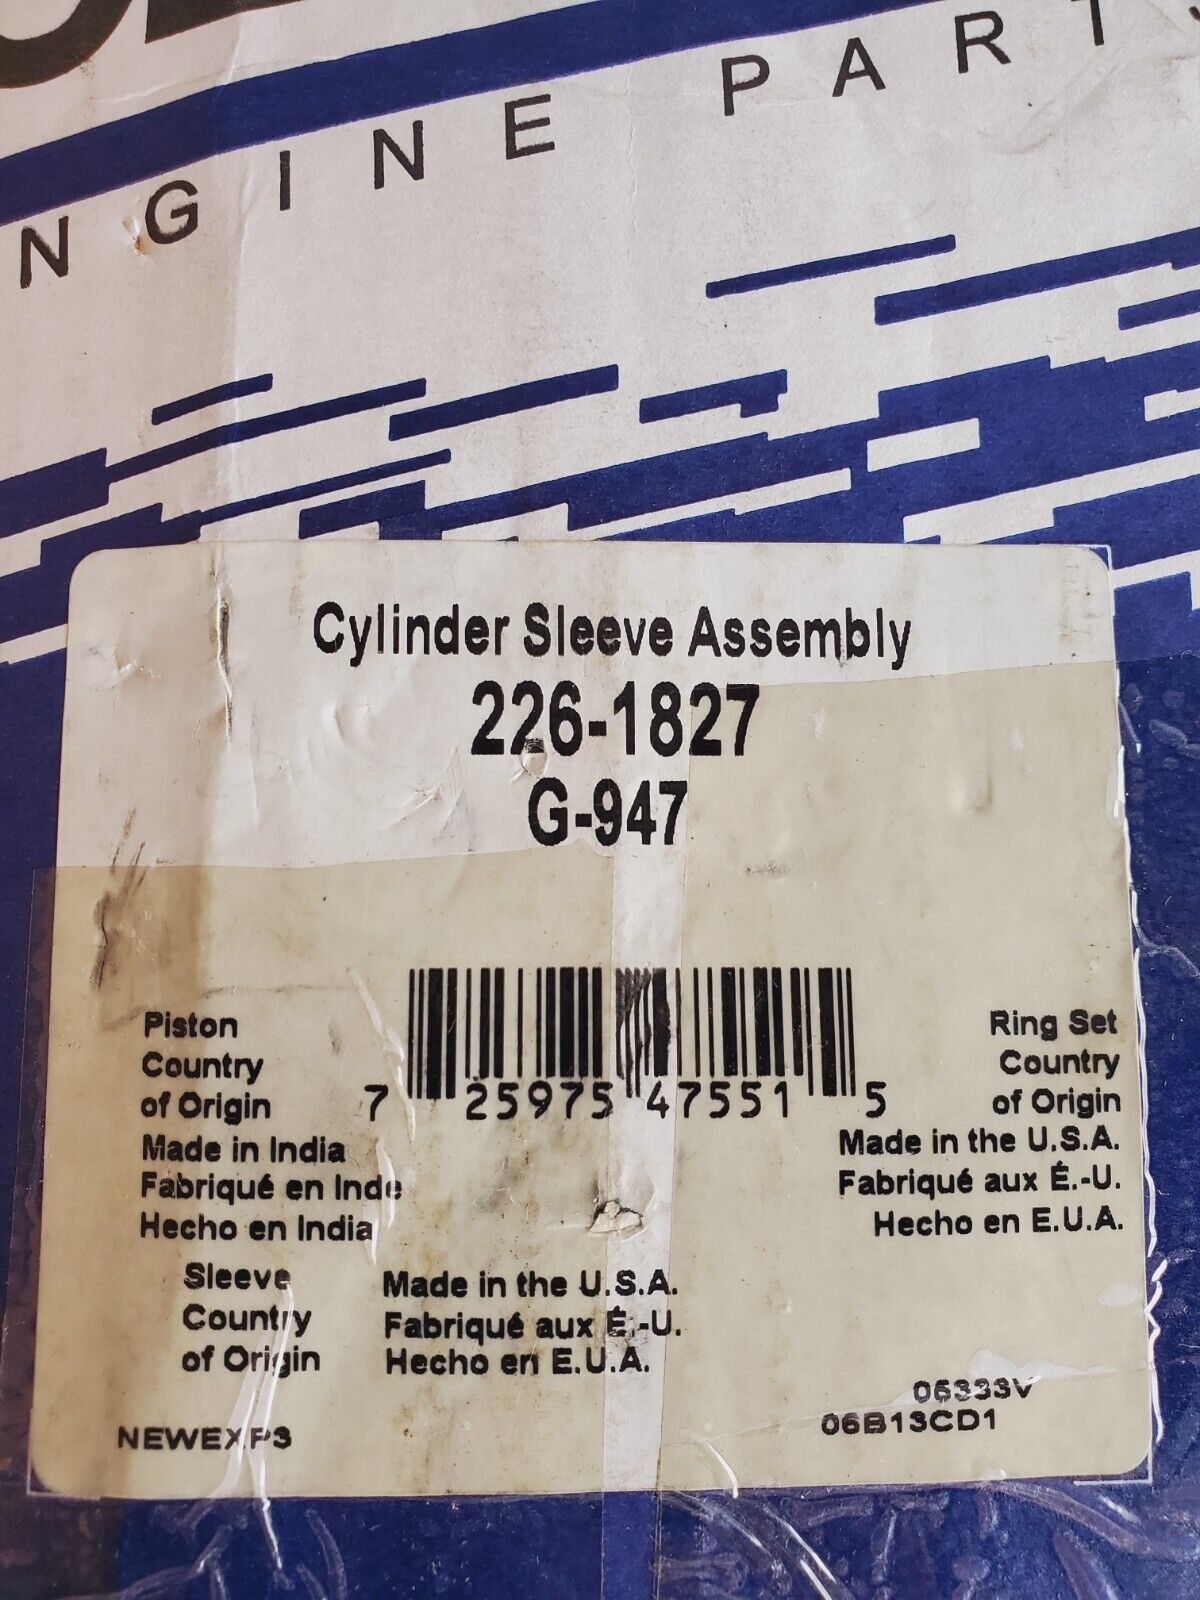 NGINE PARTS
Cylinder Sleeve Assembly
226-1827
G-947
Piston
Country
of Origin
Made in India
Fabriqué en Inde
Hecho en India
7 25975 47551 5
Ring Set
Country
of Origin
Made in the U.S.A.
Fabriqué aux É.-U.
Hecho en E.U.A.
Sleeve
Country
of Origin
Made in the U.S.A.
Fabriqué aux É.-U.
Hecho en E.U.A.
NEWEXP3
06333V
06B13CD1